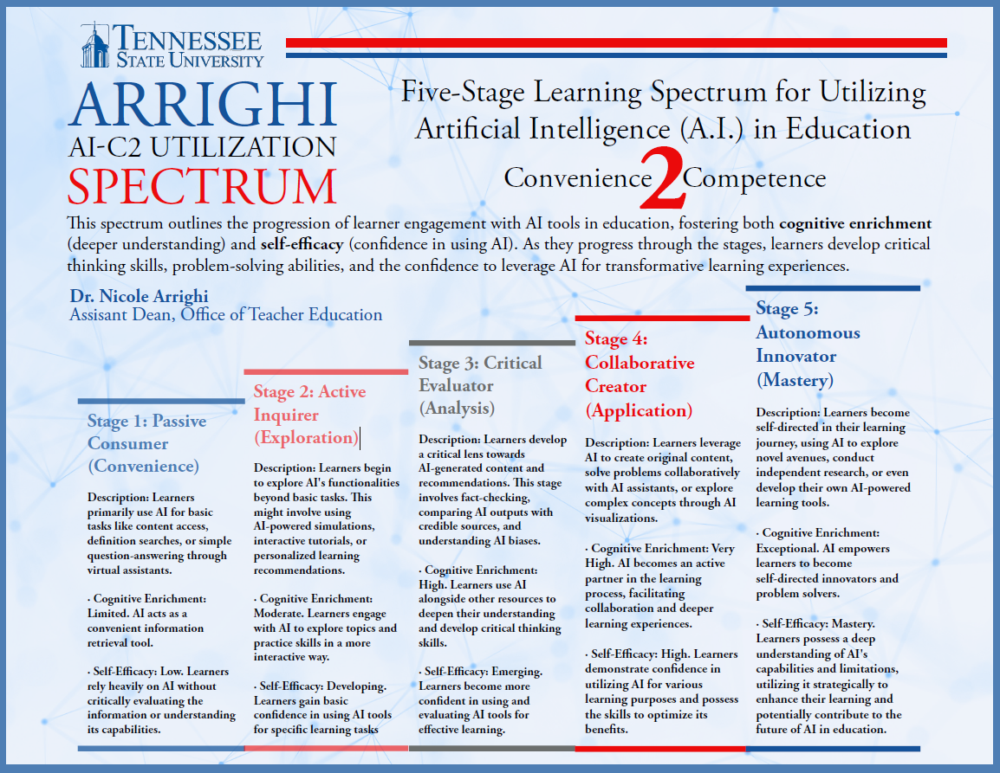 TENNESSEE
STATE UNIVERSITY
ARRIGHI
AI-C2 UTILIZATION
SPECTRUM
Five-Stage Learning Spectrum for Utilizing
Artificial Intelligence (A.I.) in Education
Convenience2Competence
This spectrum outlines the progression of learner engagement with AI tools in education, fostering both cognitive enrichment
(deeper understanding) and self-efficacy (confidence in using AI). As they progress through the stages, learners develop critical
thinking skills, problem-solving abilities, and the confidence to leverage AI for transformative learning experiences.
Dr. Nicole Arrighi
Assisant Dean, Office of Teacher Education
Stage 1: Passive
Consumer
(Convenience)
Description: Learners
primarily use AI for basic
tasks like content access,
definition searches, or simple
question-answering through
virtual assistants.
· Cognitive Enrichment:
Limited. AI acts as a
convenient information
retrieval tool.
· Self-Efficacy: Low. Learners
rely heavily on AI without
critically evaluating the
information or understanding
its capabilities.
Stage 2: Active
Inquirer
(Exploration)
Description: Learners begin
to explore AI's functionalities
beyond basic tasks. This
might involve using
AI-powered simulations,
interactive tutorials, or
personalized learning
recommendations.
· Cognitive Enrichment:
Moderate. Learners engage
with AI to explore topics and
practice skills in a more
interactive way.
· Self-Efficacy: Developing.
Learners gain basic
confidence in using AI tools
for specific learning tasks
Stage 3: Critical
Evaluator
(Analysis)
Description: Learners develop
a critical lens towards
AI-generated content and
recommendations. This stage
involves fact-checking,
comparing AI outputs with
credible sources, and
understanding AI biases.
· Cognitive Enrichment:
High. Learners use AI
alongside other resources to
deepen their understanding
and develop critical thinking
skills.
· Self-Efficacy: Emerging.
Learners become more
confident in using and
evaluating AI tools for
effective learning.
Stage 4:
Collaborative
Creator
(Application)
Description: Learners leverage
AI to create original content,
solve problems collaboratively
with AI assistants, or explore
complex concepts through AI
visualizations.
· Cognitive Enrichment: Very
High. AI becomes an active
partner in the learning
process, facilitating
collaboration and deeper
learning experiences.
· Self-Efficacy: High. Learners
demonstrate confidence in
utilizing AI for various
learning purposes and possess
the skills to optimize its
benefits.
Stage 5:
Autonomous
Innovator
(Mastery)
Description: Learners become
self-directed in their learning
journey, using AI to explore
novel avenues, conduct
independent research, or even
develop their own AI-powered
learning tools.
· Cognitive Enrichment:
Exceptional. AI empowers
learners to become
self-directed innovators and
problem solvers.
· Self-Efficacy: Mastery.
Learners possess a deep
understanding of AI's
capabilities and limitations,
utilizing it strategically to
enhance their learning and
potentially contribute to the
future of AI in education.